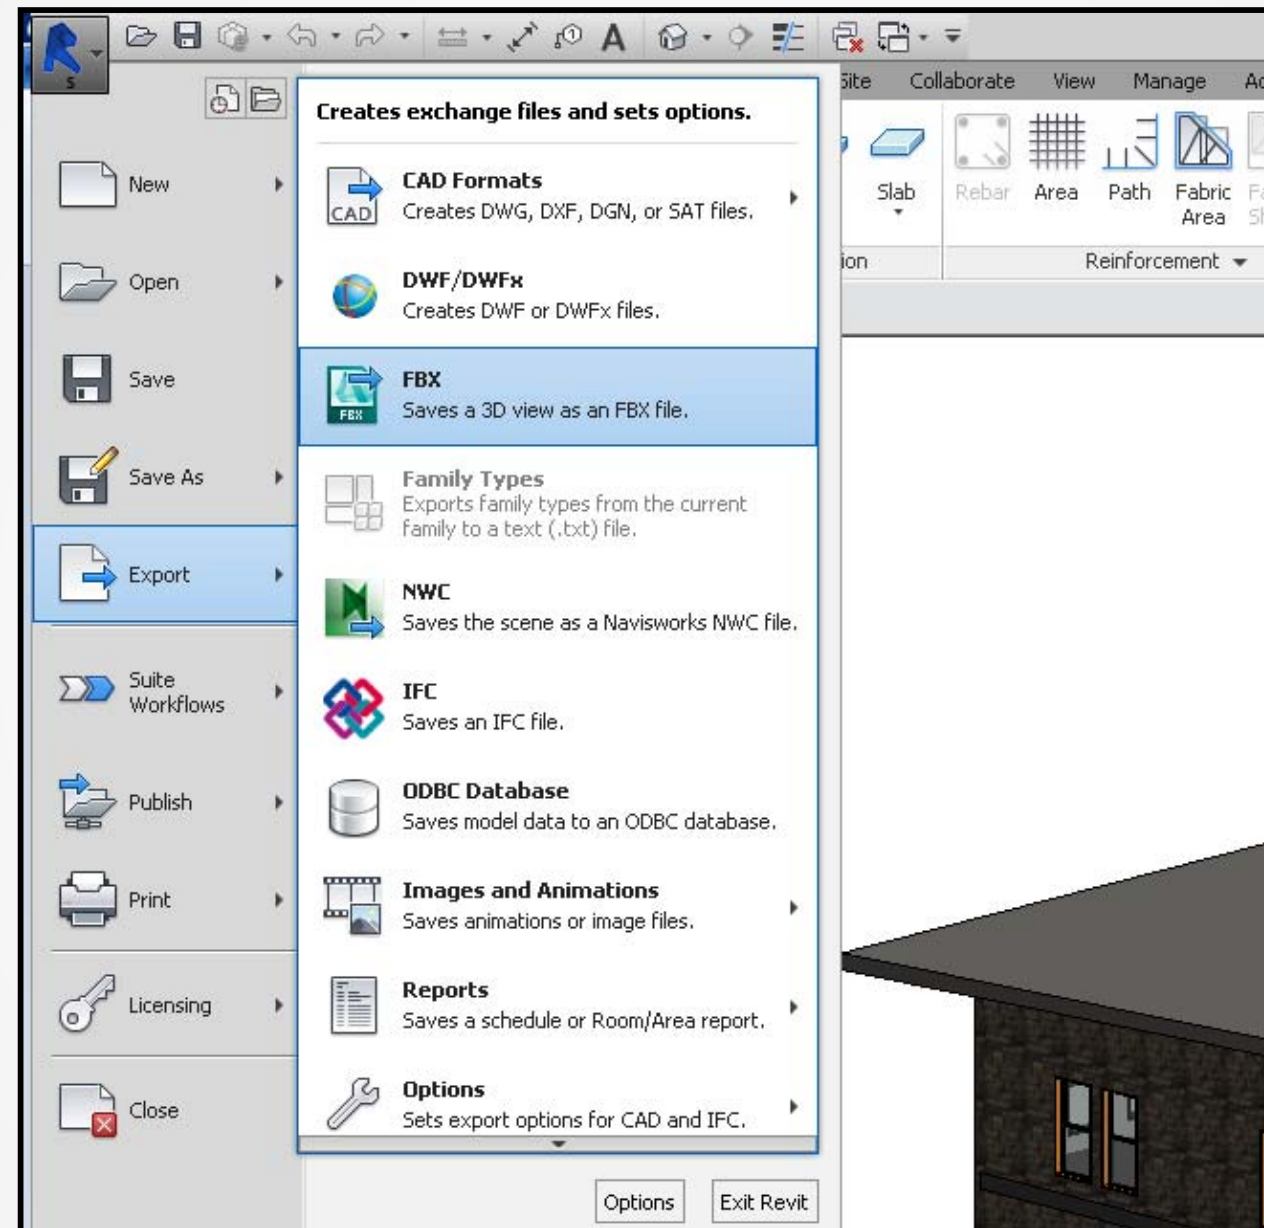 S
1
A
Site Collaborate View Manage
Creates exchange files and sets options.
New
Open
Save
Save As
Export
Suite
Workflows
Publish
Print
Licensing
Close
CAD
CAD Formats
Creates DWG, DXF, DGN, or SAT files.
DWF/DWFx
Creates DWF or DWFx files.
FBX
FBX
Saves a 3D view as an FBX file.
Family Types
Exports family types from the current
family to a text (.txt) file.
NWC
Saves the scene as a Navisworks NWC file.
IFC
Saves an IFC file.
ODBC Database
Saves model data to an ODBC database.
Images and Animations
Saves animations or image files.
Reports
Saves a schedule or Room/Area report.
Options
Sets export options for CAD and IFC.
Options Exit Revit
Slab
Rebar
Area
Path
Fabric
Area
Reinforcement